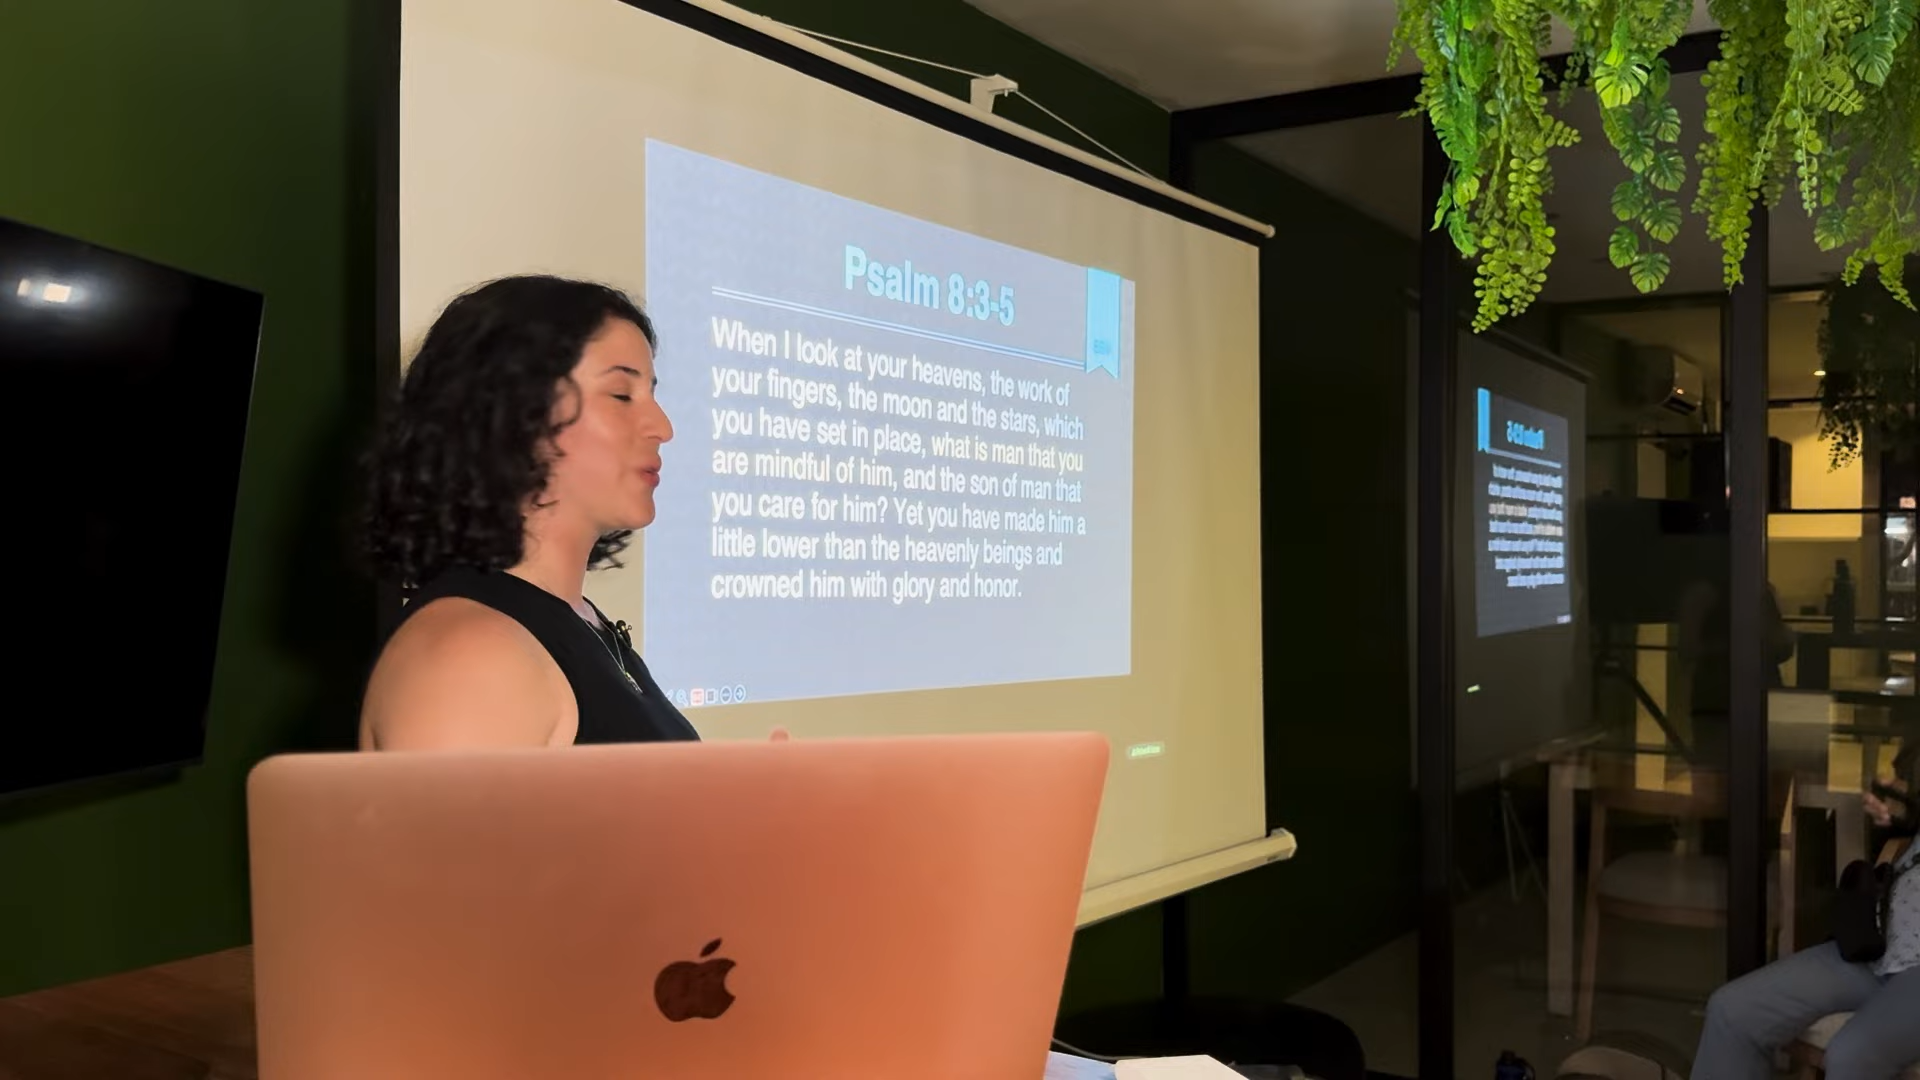 Psalm 8:3-5
When I look at your heavens, the work of
your fingers, the moon and the stars, which
you have set in place, what is man that you
are mindful of him, and the son of man that
you care for him? Yet you have made him a
little lower than the heavenly beings and
crowned him with glory and honor.